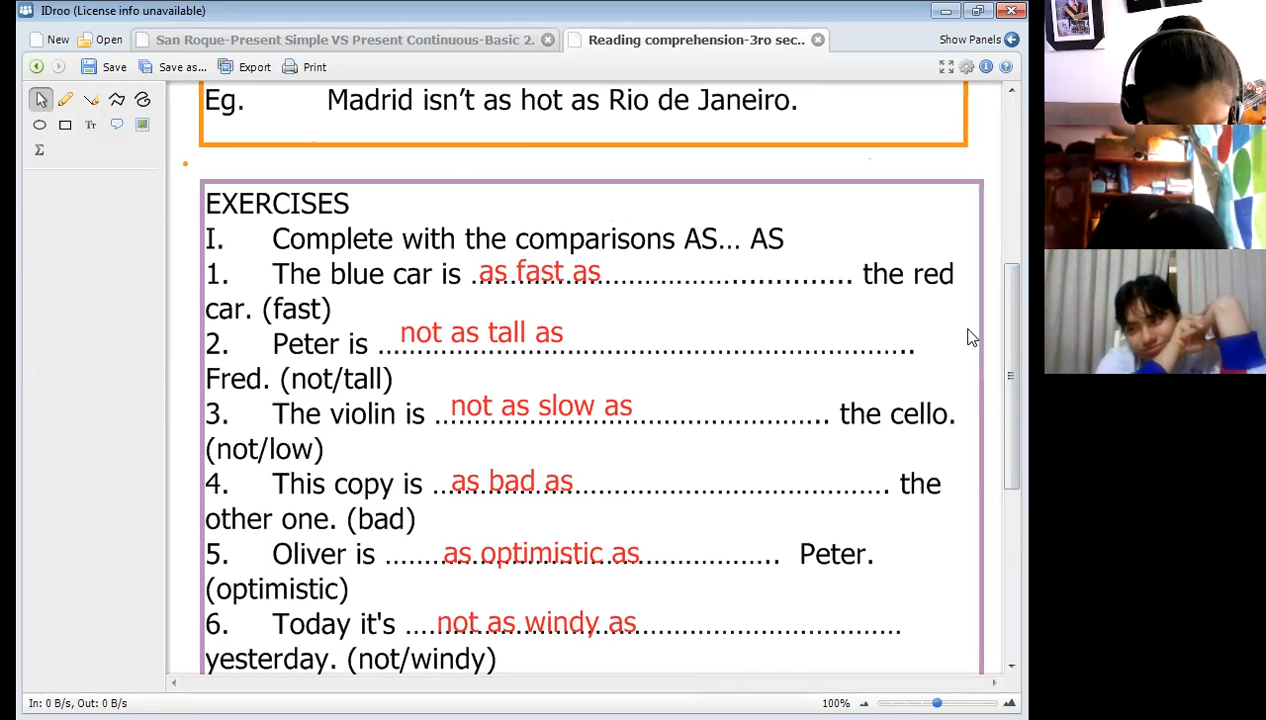 IDroo (License info unavailable)
New Open San Roque-Present Simple VS Present Continuous-Basic 2. Reading comprehension-3ro sec.. Show Panels
Save Save as... Export Print
Eg. Madrid isn't as hot as Rio de Janeiro.
EXERCISES
I. Complete with the comparisons AS... AS
1. The blue car is ...as fast as........................... the red
car. (fast)
2. Peter is ...not as tall as...........................
Fred. (not/tall)
3. The violin is ...not as slow as........................... the cello.
(not/low)
4. This copy is ...as bad as........................... the
other one. (bad)
5. Oliver is ......as optimistic as............... Peter.
(optimistic)
6. Today it's ...not as windy as...........................
yesterday. (not/windy)
Tr
Σ
In: 0 B/s, Out: 0 B/s 100%